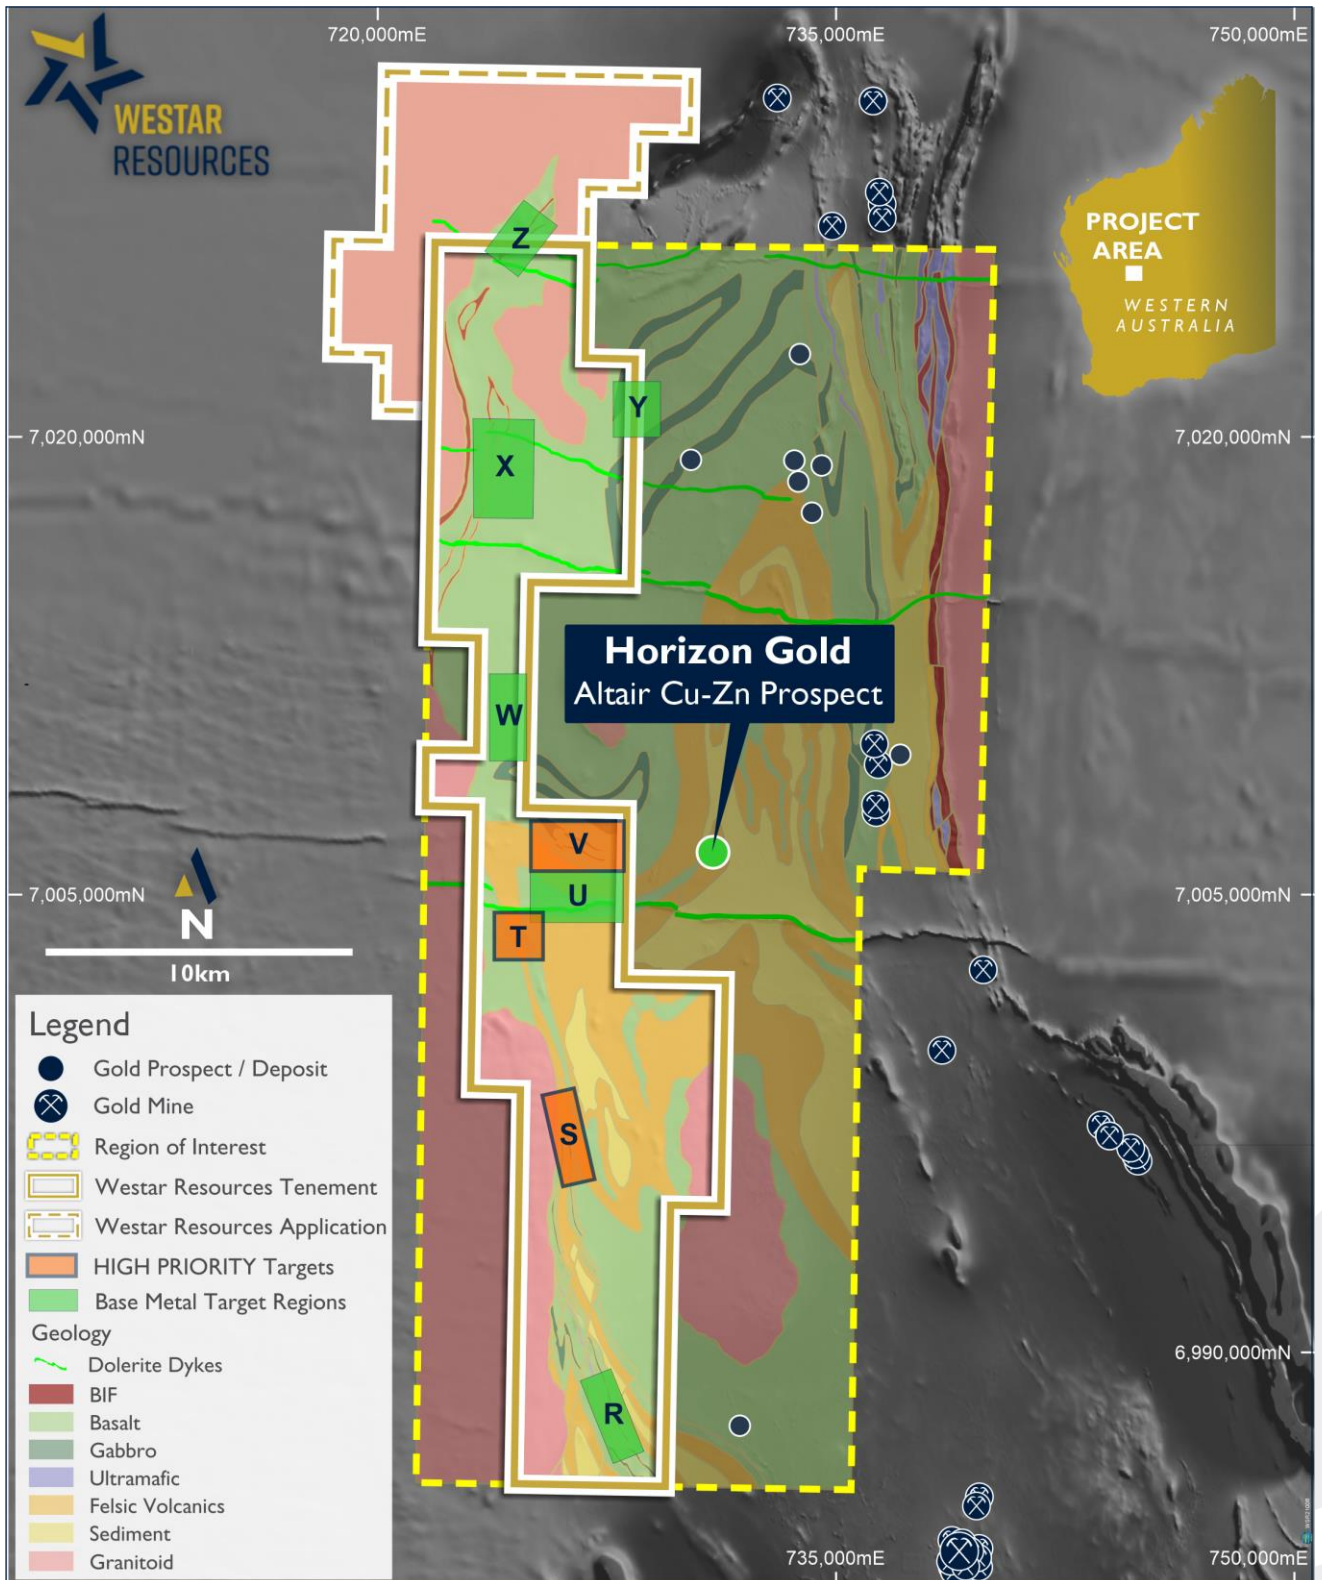 720,000mE
735,000mE
750,000mE
WESTAR
RESOURCES
PROJECT
AREA
WESTERN
AUSTRALIA
Z
Y
X
7,020,000mN
7,020,000mN
Horizon Gold
Altair Cu-Zn Prospect
W
V
U
T
7,005,000mN
7,005,000mN
N
10km
S
R
Legend
Gold Prospect / Deposit
Gold Mine
Region of Interest
Westar Resources Tenement
Westar Resources Application
HIGH PRIORITY Targets
Base Metal Target Regions
Geology
Dolerite Dykes
BIF
Basalt
Gabbro
Ultramafic
Felsic Volcanics
Sediment
Granitoid
6,990,000mN
735,000mE
750,000mE